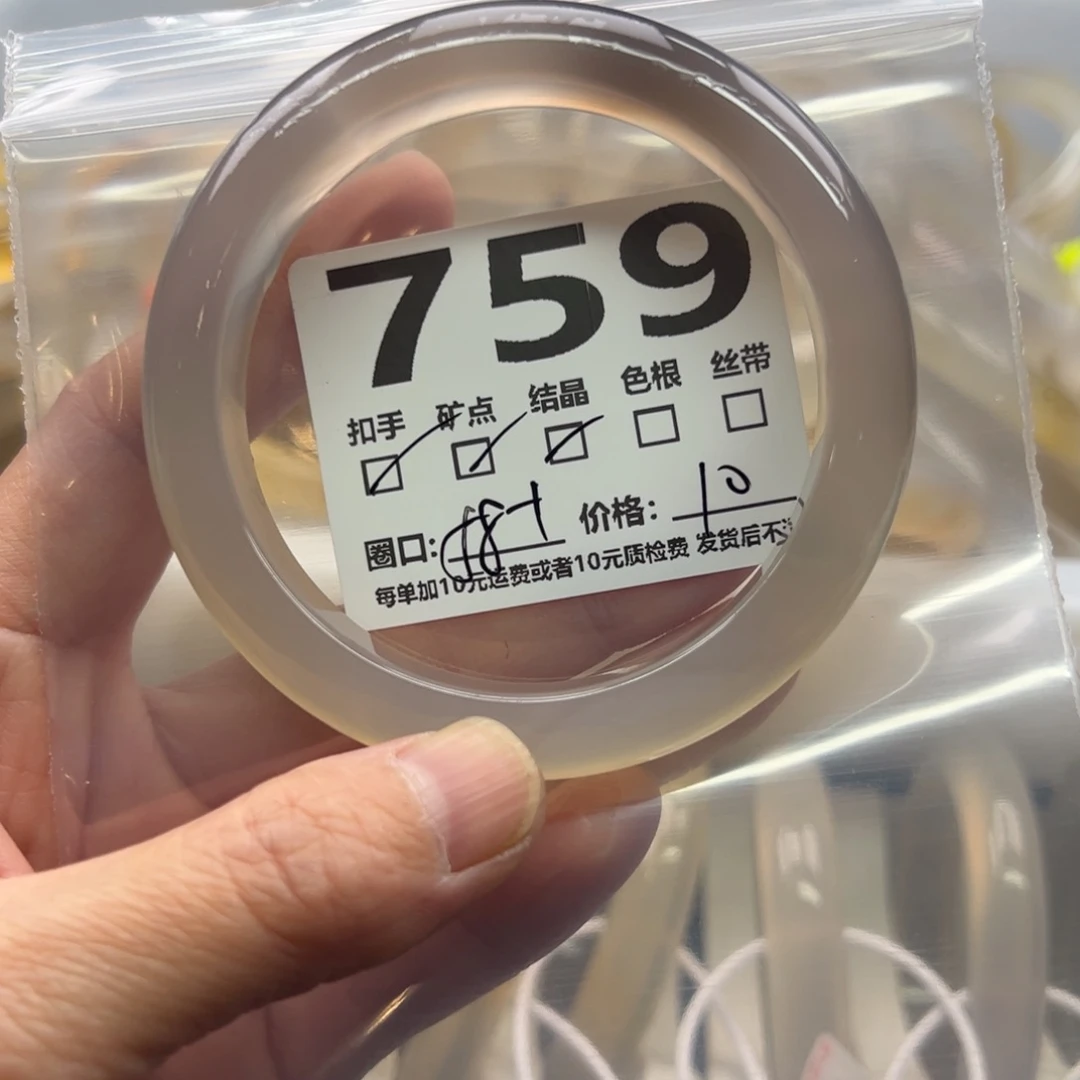 759
扣手 矿点 结晶 色根 丝带
圈口: 价格: 10
每单加10元运费或者10元质检费 发货后不